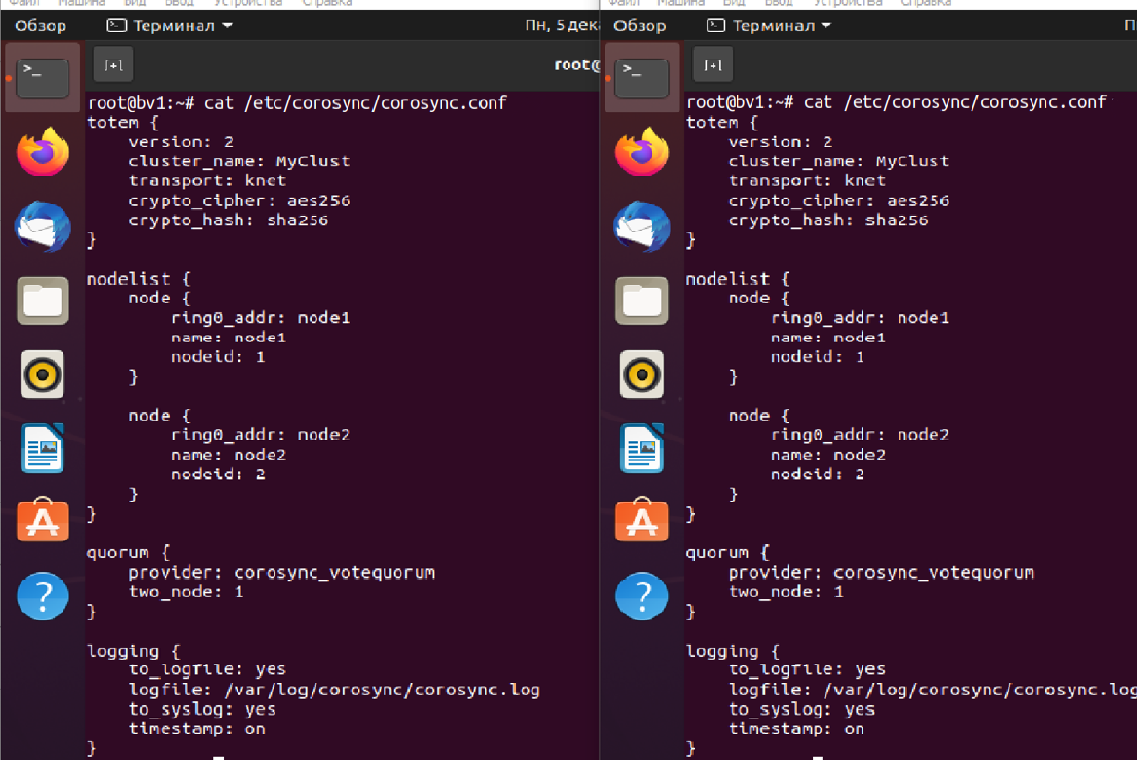 Файл Машина Вид Ввод Устройства Справка
Обзор Терминал Пн, 5 дека
root@
root@bv1:~# cat /etc/corosync/corosync.conf
totem {
version: 2
cluster_name: MyClust
transport: knet
crypto_cipher: aes256
crypto_hash: sha256
}
nodelist {
node {
ring0_addr: node1
name: node1
nodeid: 1
}
node {
ring0_addr: node2
name: node2
nodeid: 2
}
}
quorum {
provider: corosync_votequorum
two_node: 1
}
logging {
to_logfile: yes
logfile: /var/log/corosync/corosync.log
to_syslog: yes
timestamp: on
}
Файл Машина Вид Ввод Устройства Справка
Обзор Терминал П
root@bv1:~# cat /etc/corosync/corosync.conf
totem {
version: 2
cluster_name: MyClust
transport: knet
crypto_cipher: aes256
crypto_hash: sha256
}
nodelist {
node {
ring0_addr: node1
name: node1
nodeid: 1
}
node {
ring0_addr: node2
name: node2
nodeid: 2
}
}
quorum {
provider: corosync_votequorum
two_node: 1
}
logging {
to_logfile: yes
logfile: /var/log/corosync/corosync.log
to_syslog: yes
timestamp: on
}